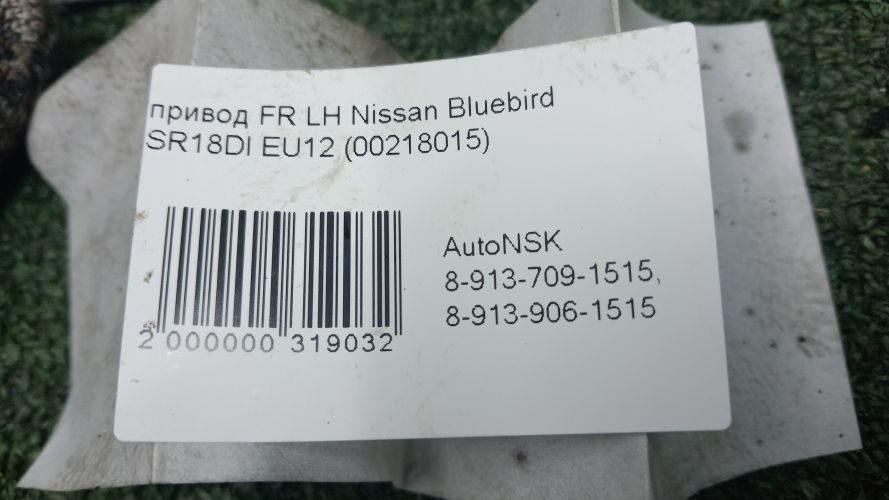 привод FR LH Nissan Bluebird
SR18DI EU12 (00218015)
AutoNSK
8-913-709-1515,
8-913-906-1515
2 000000 319032